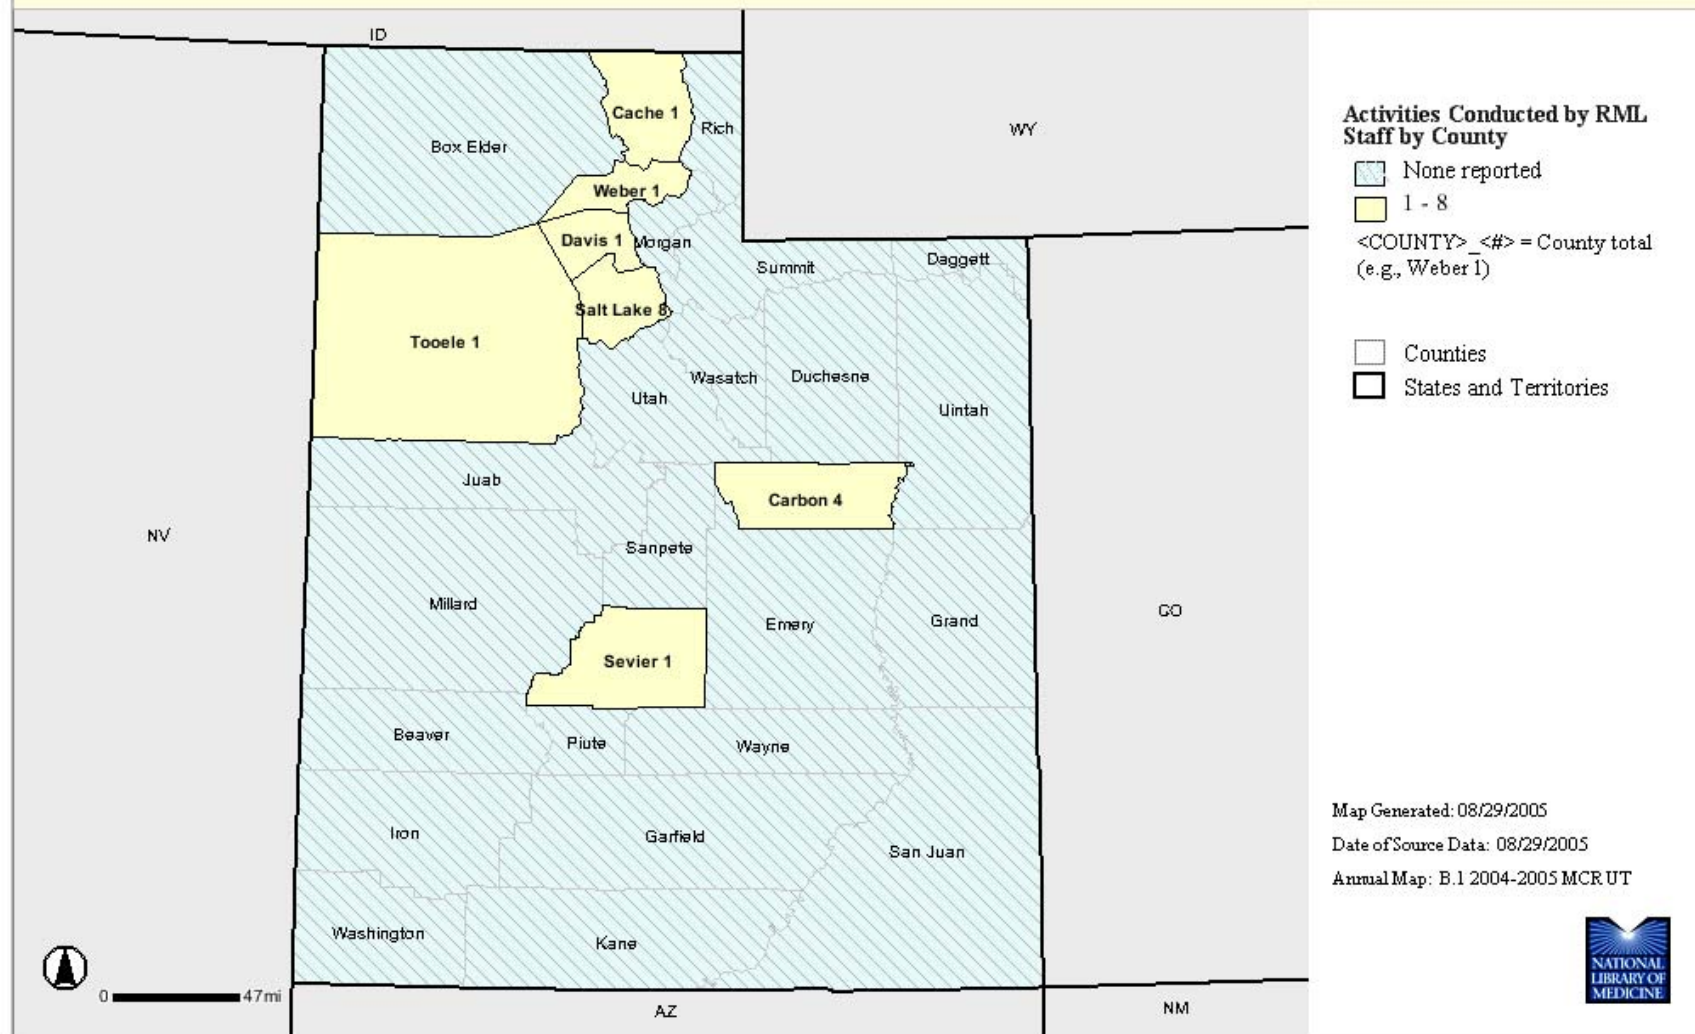 ID
Cache 1
Rich
WY
Box Elder
Weber 1
Davis 1
Morgan
Summit
Daggett
Salt Lake 8
Tooele 1
Wasatch
Duchesne
Utah
Uintah
Juab
Carbon 4
NV
Sanpete
Millard
Emery
Grand
CO
Sevier 1
Beaver
Piute
Wayne
Iron
Garfield
San Juan
Washington
Kane
0 47mi
AZ
NM
Activities Conducted by RML
Staff by County
None reported
1 - 8
<COUNTY>_<#> = County total
(e.g., Weber 1)
Counties
States and Territories
Map Generated: 08/29/2005
Date of Source Data: 08/29/2005
Annual Map: B.1 2004-2005 MCR UT
NATIONAL
LIBRARY OF
MEDICINE